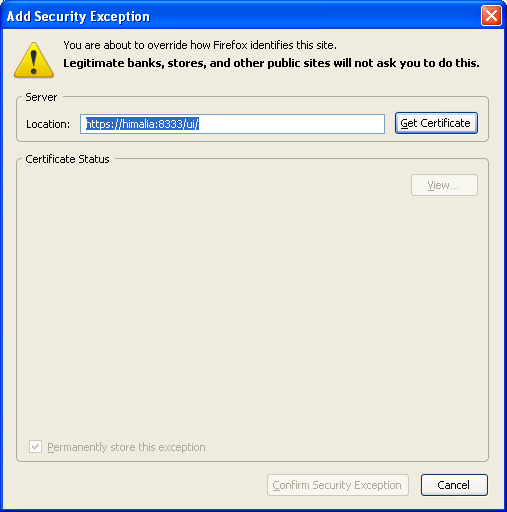 Add Security Exception
You are about to override how Firefox identifies this site.
Legitimate banks, stores, and other public sites will not ask you to do this.
Server
Location: https://himalia:8333/ui/ Get Certificate
Certificate Status
View...
Permanently store this exception
Confirm Security Exception Cancel